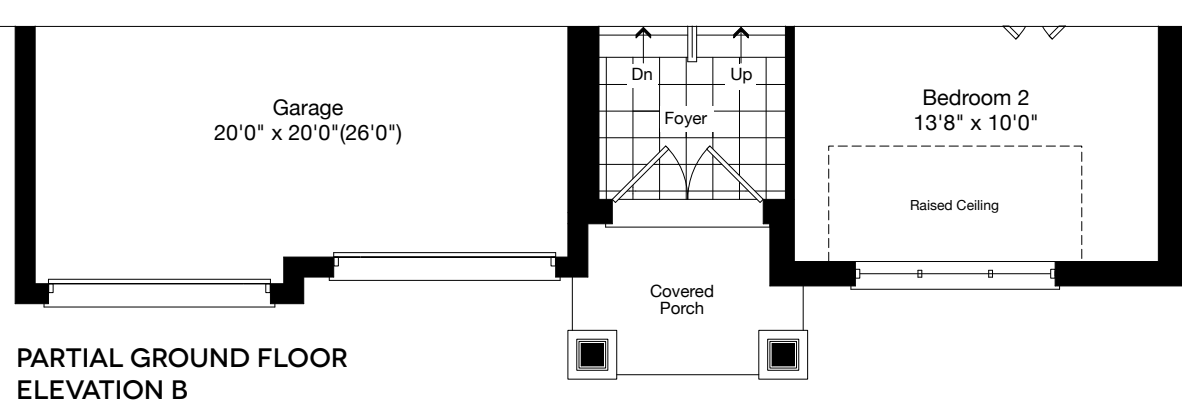 Garage
20'0" x 20'0"(26'0")
Dn
Up
Foyer
Bedroom 2
13'8" x 10'0"
Raised Ceiling
Covered
Porch
PARTIAL GROUND FLOOR
ELEVATION B